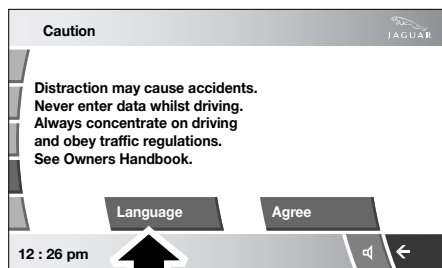 Caution
JAGUAR
Distraction may cause accidents.
Never enter data whilst driving.
Always concentrate on driving
and obey traffic regulations.
See Owners Handbook.
Language
Agree
12 : 26 pm